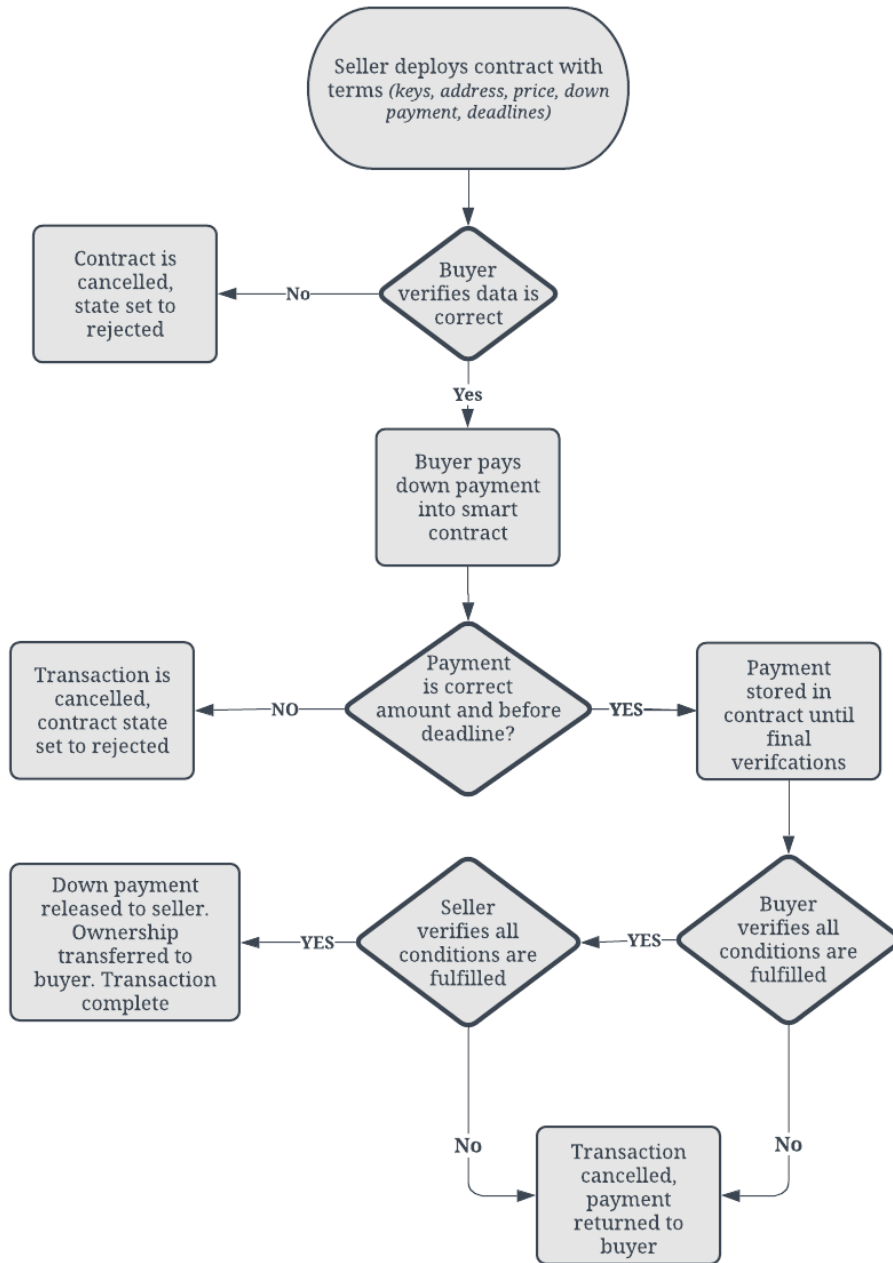 Seller deploys contract with
terms (keys, address, price, down
payment, deadlines)
Contract is
cancelled,
state set to
rejected
No
Buyer
verifies data is
correct
Yes
Buyer pays
down payment
into smart
contract
Transaction is
cancelled,
contract state
set to rejected
NO
Payment
is correct
amount and before
deadline?
YES
Payment
stored in
contract until
final
verifcations
Down payment
released to seller.
Ownership
transferred to
buyer. Transaction
complete
YES
Seller
verifies all
conditions are
fulfilled
YES
Buyer
verifies all
conditions are
fulfilled
No
Transaction
cancelled,
payment
returned to
buyer
No